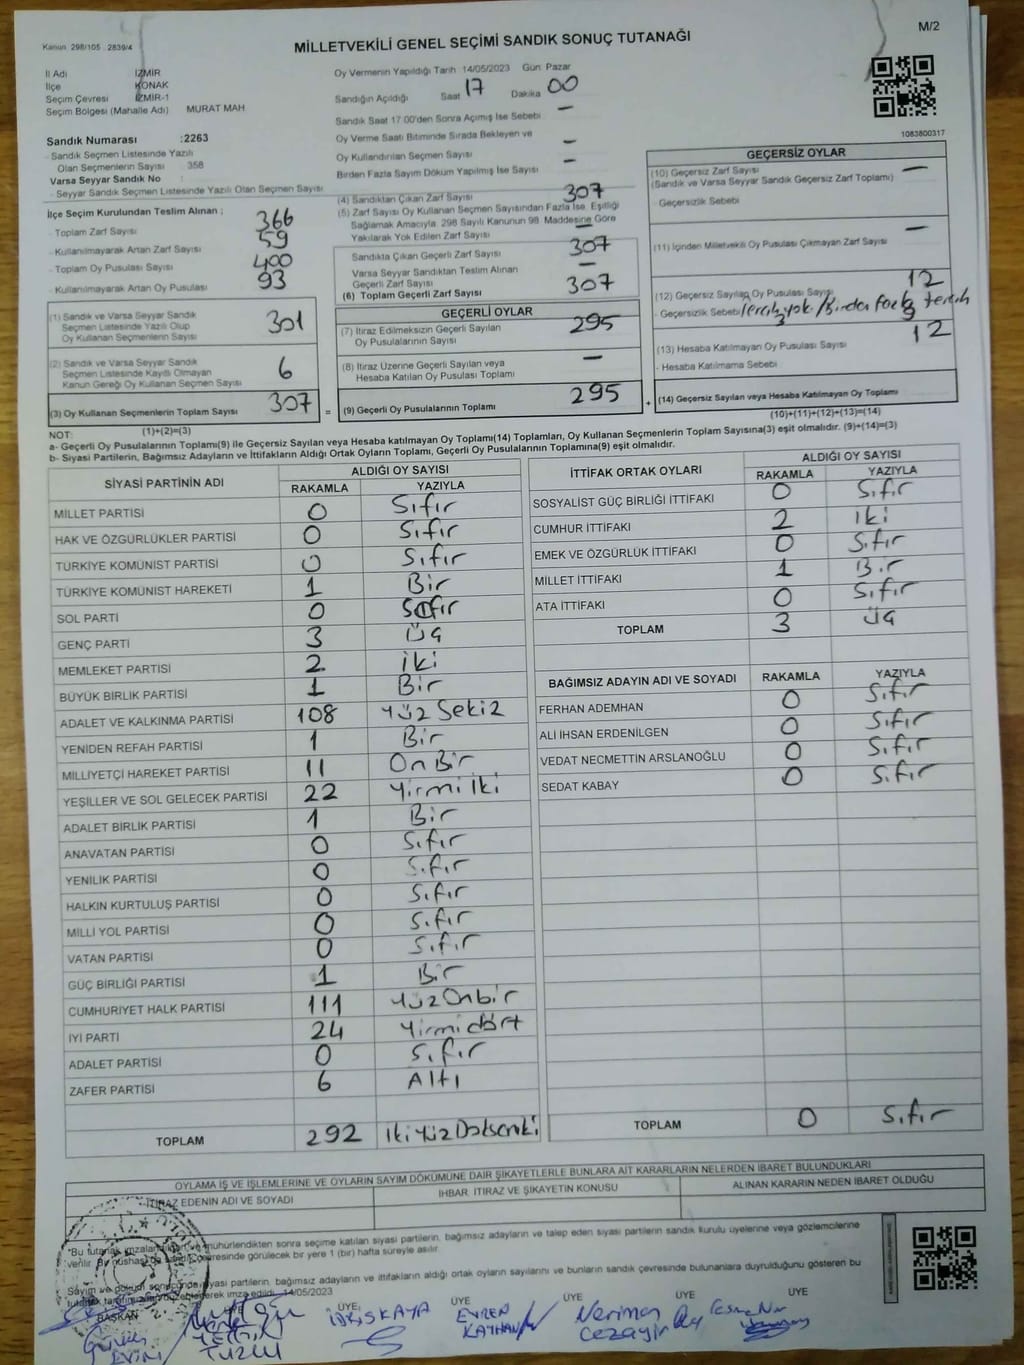 M/2
Kanun 298/105 2839/4
MİLLETVEKİLİ GENEL SEÇİMİ SANDIK SONUÇ TUTANAĞI
İl Adı İZMİR
İlçe KONAK
Seçim Çevresi İZMİR-1
Seçim Bölgesi (Mahalle Adı) MURAT MAH
Sandık Numarası :2263
- Sandık Seçmen Listesinde Yazılı
Olan Seçmenlerin Sayısı : 358
Varsa Seyyar Sandık No :
- Seyyar Sandık Seçmen Listesinde Yazılı Olan Seçmen Sayısı
İlçe Seçim Kurulundan Teslim Alınan ;
- Toplam Zarf Sayısı 366
- Kullanılmayarak Artan Zarf Sayısı 59
- Toplam Oy Pusulası Sayısı 400
- Kullanılmayarak Artan Oy Pusulası 93
(1) Sandık ve Varsa Seyyar Sandık
Seçmen Listesinde Yazılı Olup
Oy Kullanan Seçmenlerin Sayısı 301
(2) Sandık ve Varsa Seyyar Sandık
Seçmen Listesinde Kayıtlı Olmayan
Kanun Gereği Oy Kullanan Seçmen Sayısı 6
(3) Oy Kullanan Seçmenlerin Toplam Sayısı 307
(1)+(2)=(3)
Oy Vermenin Yapıldığı Tarih :14/05/2023 Gün: Pazar
Sandığın Açıldığı Saat 17 Dakika 00
Sandık Saat 17:00'den Sonra Açılmış İse Sebebi -
Oy Verme Saati Bitiminde Sırada Bekleyen ve
Oy Kullandırılan Seçmen Sayısı -
Birden Fazla Sayım Döküm Yapılmış İse Sayısı -
(4) Sandıktan Çıkan Zarf Sayısı 307
(5) Zarf Sayısı Oy Kullanan Seçmen Sayısından Fazla İse, Eşitliği
Sağlamak Amacıyla, 298 Sayılı Kanunun 98. Maddesine Göre
Yakılarak Yok Edilen Zarf Sayısı -
Sandıkta Çıkan Geçerli Zarf Sayısı 307
Varsa Seyyar Sandıktan Teslim Alınan
Geçerli Zarf Sayısı -
(6) Toplam Geçerli Zarf Sayısı 307
GEÇERLİ OYLAR
(7) İtiraz Edilmeksizin Geçerli Sayılan
Oy Pusulalarının Sayısı 295
(8) İtiraz Üzerine Geçerli Sayılan veya
Hesaba Katılan Oy Pusulası Toplamı -
= (9) Geçerli Oy Pusulalarının Toplamı 295
1083800317
GEÇERSİZ OYLAR
(10) Geçersiz Zarf Sayısı -
(Sandık ve Varsa Seyyar Sandık Geçersiz Zarf Toplamı)
- Geçersizlik Sebebi
(11) İçinden Milletvekili Oy Pusulası Çıkmayan Zarf Sayısı -
(12) Geçersiz Sayılan Oy Pusulası Sayısı 12
- Geçersizlik Sebebi tercih yok / birden fazla tercih
(13) Hesaba Katılmayan Oy Pusulası Sayısı 12
- Hesaba Katılmama Sebebi
+ (14) Geçersiz Sayılan veya Hesaba Katılmayan Oy Toplamı
(10)+(11)+(12)+(13)=(14)
NOT:
a- Geçerli Oy Pusulalarının Toplamı(9) ile Geçersiz Sayılan veya Hesaba katılmayan Oy Toplamı(14) Toplamları, Oy Kullanan Seçmenlerin Toplam Sayısına(3) eşit olmalıdır. (9)+(14)=(3)
b- Siyasi Partilerin, Bağımsız Adayların ve İttifakların Aldığı Ortak Oyların Toplamı, Geçerli Oy Pusulalarının Toplamına(9) eşit olmalıdır.
SİYASİ PARTİNİN ADI ALDIĞI OY SAYISI
RAKAMLA YAZIYLA
MİLLET PARTİSİ 0 Sıfır
HAK VE ÖZGÜRLÜKLER PARTİSİ 0 Sıfır
TÜRKİYE KOMÜNİST PARTİSİ 0 Sıfır
TÜRKİYE KOMÜNİST HAREKETİ 1 Bir
SOL PARTİ 0 Sıfır
GENÇ PARTİ 3 Üç
MEMLEKET PARTİSİ 2 İki
BÜYÜK BİRLİK PARTİSİ 1 Bir
ADALET VE KALKINMA PARTİSİ 108 Yüz Sekiz
YENİDEN REFAH PARTİSİ 1 Bir
MİLLİYETÇİ HAREKET PARTİSİ 11 On Bir
YEŞİLLER VE SOL GELECEK PARTİSİ 22 Yirmi İki
ADALET BİRLİK PARTİSİ 1 Bir
ANAVATAN PARTİSİ 0 Sıfır
YENİLİK PARTİSİ 0 Sıfır
HALKIN KURTULUŞ PARTİSİ 0 Sıfır
MİLLİ YOL PARTİSİ 0 Sıfır
VATAN PARTİSİ 0 Sıfır
GÜÇ BİRLİĞİ PARTİSİ 1 Bir
CUMHURİYET HALK PARTİSİ 111 Yüz Onbir
İYİ PARTİ 24 Yirmi dört
ADALET PARTİSİ 0 Sıfır
ZAFER PARTİSİ 6 Altı
TOPLAM 292 İki Yüz Doksaniki
İTTİFAK ORTAK OYLARI ALDIĞI OY SAYISI
RAKAMLA YAZIYLA
SOSYALİST GÜÇ BİRLİĞİ İTTİFAKI 0 Sıfır
CUMHUR İTTİFAKI 2 İki
EMEK VE ÖZGÜRLÜK İTTİFAKI 0 Sıfır
MİLLET İTTİFAKI 1 Bir
ATA İTTİFAKI 0 Sıfır
TOPLAM 3 Üç
BAĞIMSIZ ADAYIN ADI VE SOYADI RAKAMLA YAZIYLA
FERHAN ADEMHAN 0 Sıfır
ALİ İHSAN ERDENİLGEN 0 Sıfır
VEDAT NECMETTİN ARSLANOĞLU 0 Sıfır
SEDAT KABAY 0 Sıfır
TOPLAM 0 Sıfır
OYLAMA İŞ VE İŞLEMLERİNE VE OYLARIN SAYIM DÖKÜMÜNE DAİR ŞİKAYETLERLE BUNLARA AİT KARARLARIN NELERDEN İBARET BULUNDUKLARI
İTİRAZ EDENİN ADI VE SOYADI İHBAR, İTİRAZ VE ŞİKAYETİN KONUSU ALINAN KARARIN NEDEN İBARET OLDUĞU
"Bu tutanak imzalandıktan ve mühürlendikten sonra seçime katılan siyasi partilerin, bağımsız adayların ve talep eden siyasi partilerin sandık kurulu üyelerine veya gözlemcilerine
verilir. Bir nüshası da sandık çevresinde görülecek bir yere 1 (bir) hafta süreyle asılır.
Sayım ve döküm sonucunda siyasi partilerin, bağımsız adayların ve ittifakların aldığı ortak oyların sayılarını ve bunların sandık çevresinde bulunanlara duyrulduğunu gösteren bu
tutanak tarafımızdan düzenlenerek imza edildi. 14/05/2023
BAŞKAN ÜYE ÜYE ÜYE ÜYE ÜYE
YETKİN TUZLU
İDRİS KAYA
EVREN KAYHAN
Neriman Cezayir